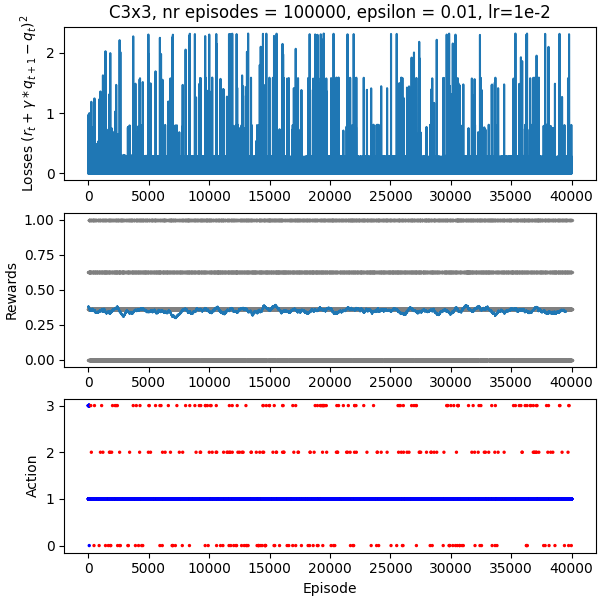 C3x3, nr episodes = 100000, epsilon = 0.01, lr=1e-2
Losses (rₜ + γ * qₜ₊₁ − qₜ)²
2
1
0
0 5000 10000 15000 20000 25000 30000 35000 40000
Rewards
1.00
0.75
0.50
0.25
0.00
0 5000 10000 15000 20000 25000 30000 35000 40000
Action
3
2
1
0
0 5000 10000 15000 20000 25000 30000 35000 40000
Episode